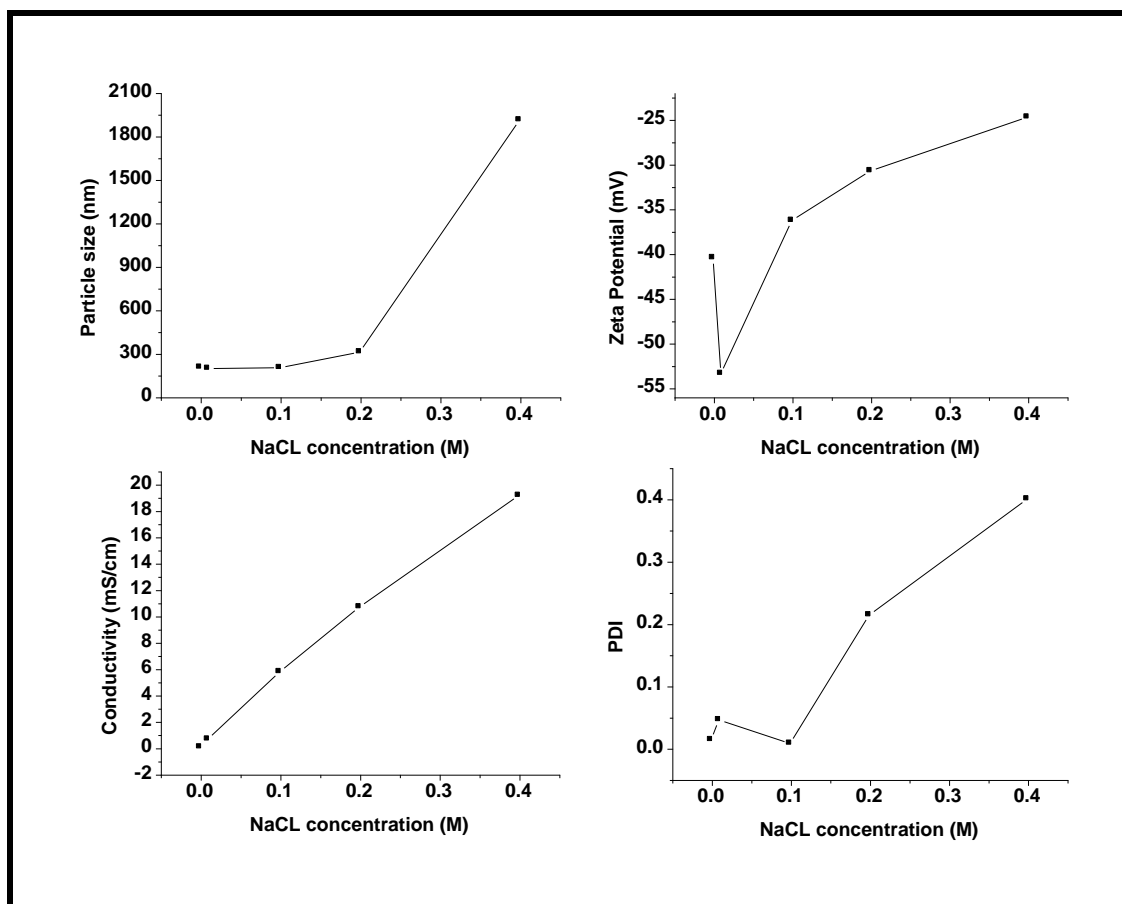 2100
1800
1500
1200
900
600
300
0
Particle size (nm)
0.0 0.1 0.2 0.3 0.4
NaCL concentration (M)
-25
-30
-35
-40
-45
-50
-55
Zeta Potential (mV)
0.0 0.1 0.2 0.3 0.4
NaCL concentration (M)
20
18
16
14
12
10
8
6
4
2
0
-2
Conductivity (mS/cm)
0.0 0.1 0.2 0.3 0.4
NaCL concentration (M)
0.4
0.3
0.2
0.1
0.0
PDI
0.0 0.1 0.2 0.3 0.4
NaCL concentration (M)